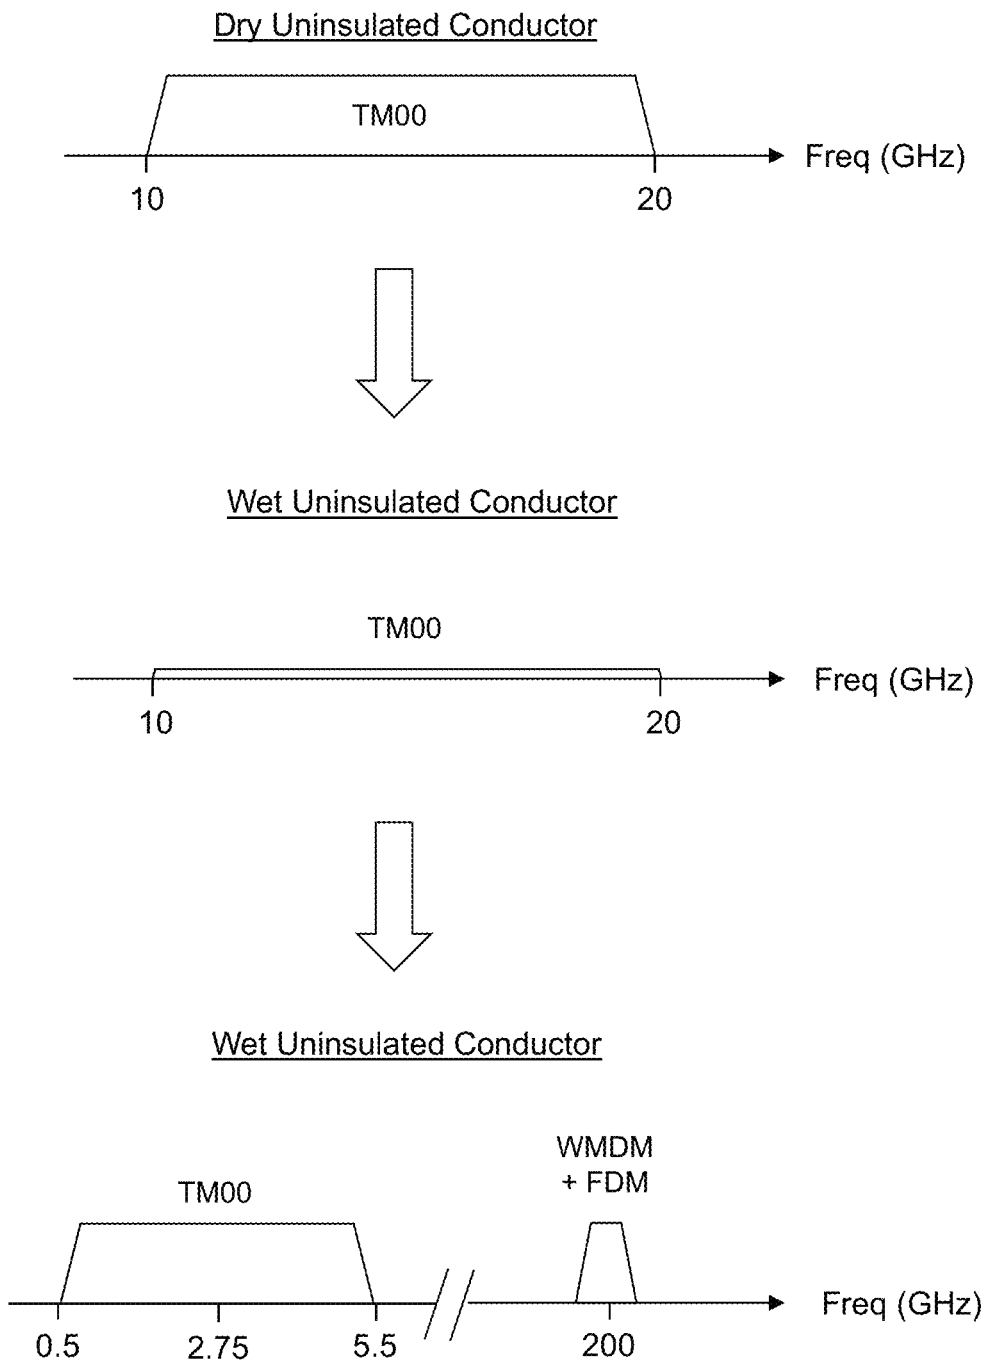 Dry Uninsulated Conductor
TM00
Freq (GHz)
10 20
Wet Uninsulated Conductor
TM00
Freq (GHz)
10 20
Wet Uninsulated Conductor
WMDM
+ FDM
TM00
Freq (GHz)
0.5 2.75 5.5 200